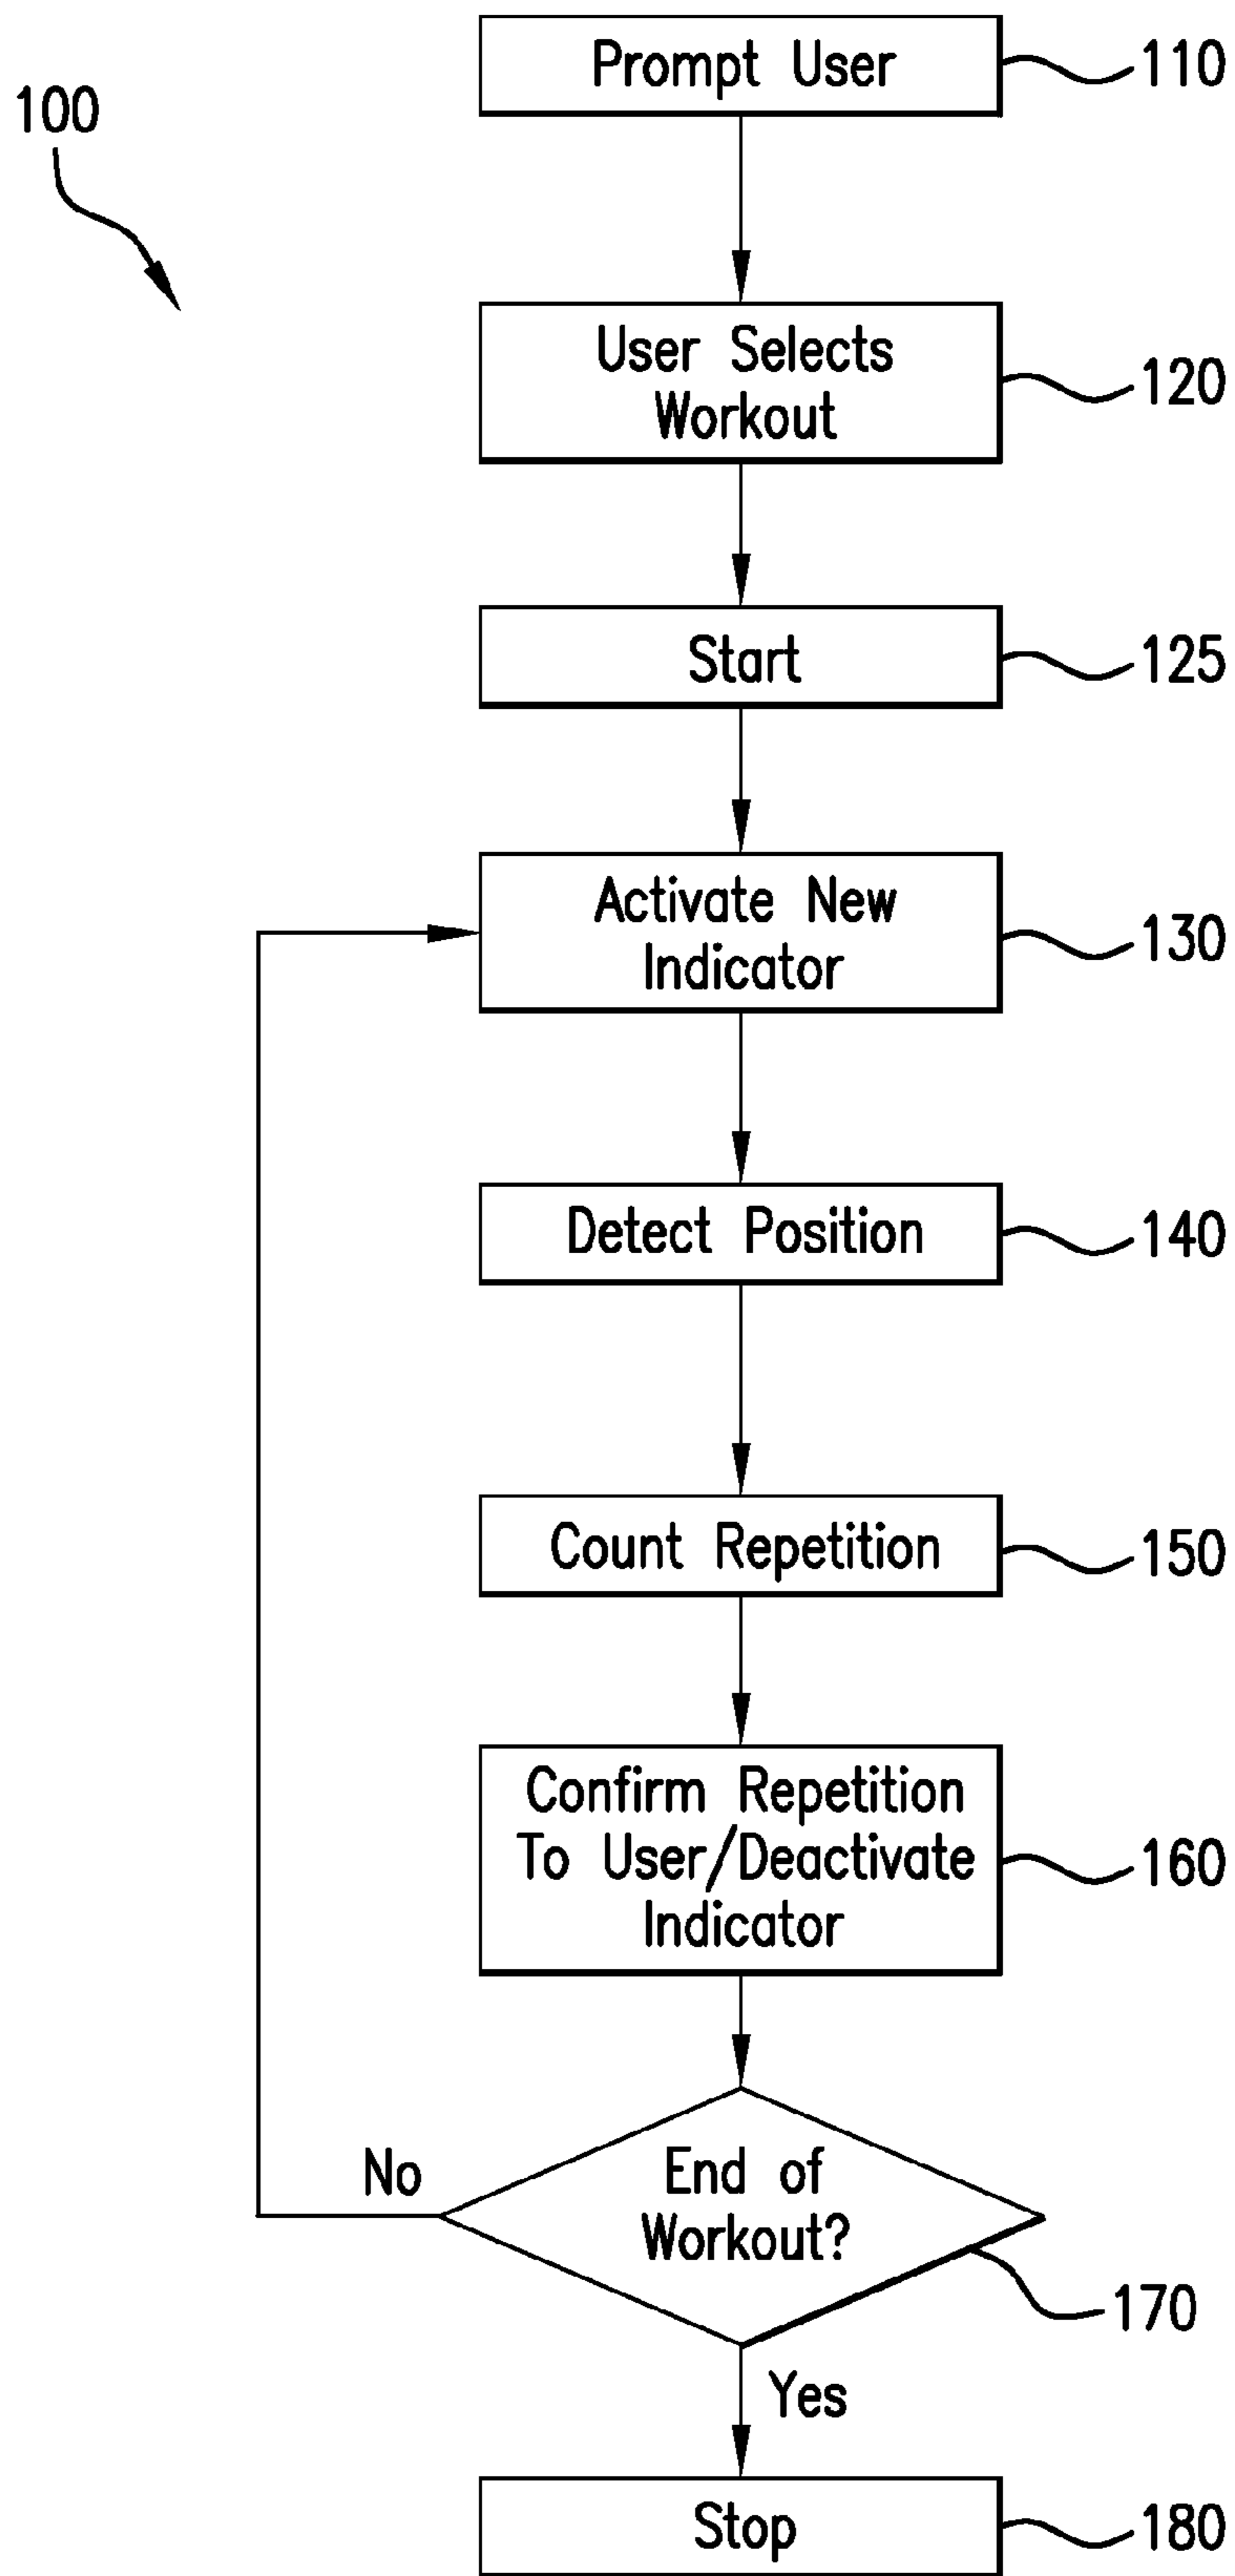 Prompt User
110
100
User Selects
Workout
120
Start
125
Activate New
Indicator
130
Detect Position
140
Count Repetition
150
Confirm Repetition
To User/Deactivate
Indicator
160
No
End of
Workout?
170
Yes
Stop
180